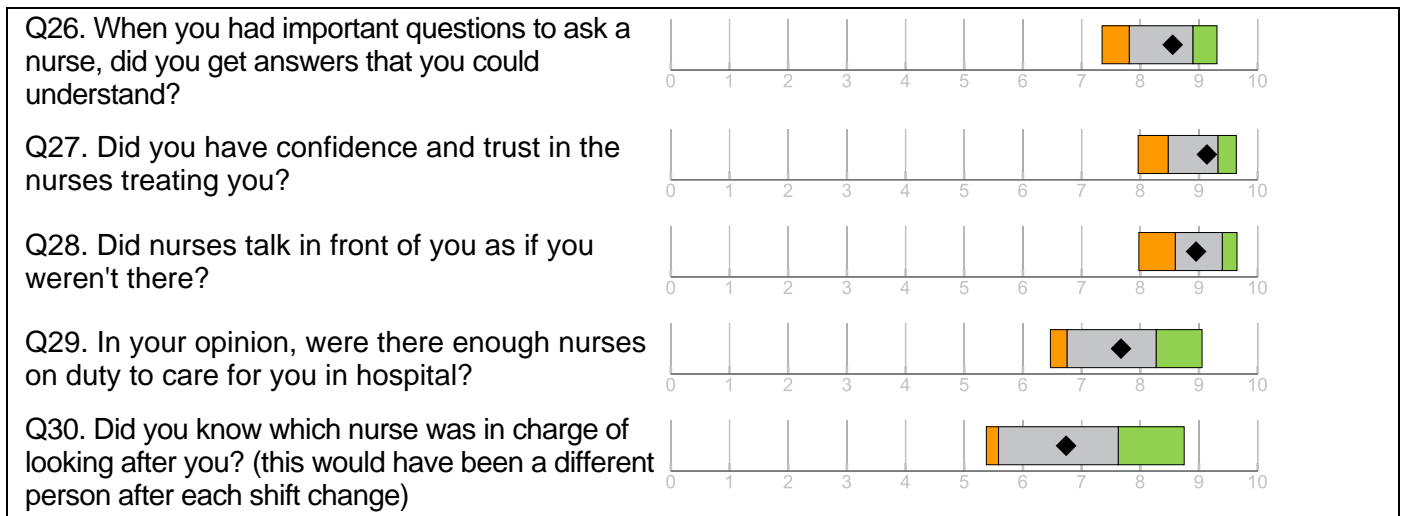 Q26. When you had important questions to ask a
nurse, did you get answers that you could
understand?
0 1 2 3 4 5 6 7 8 9 10
Q27. Did you have confidence and trust in the
nurses treating you?
0 1 2 3 4 5 6 7 8 9 10
Q28. Did nurses talk in front of you as if you
weren't there?
0 1 2 3 4 5 6 7 8 9 10
Q29. In your opinion, were there enough nurses
on duty to care for you in hospital?
0 1 2 3 4 5 6 7 8 9 10
Q30. Did you know which nurse was in charge of
looking after you? (this would have been a different
person after each shift change)
0 1 2 3 4 5 6 7 8 9 10